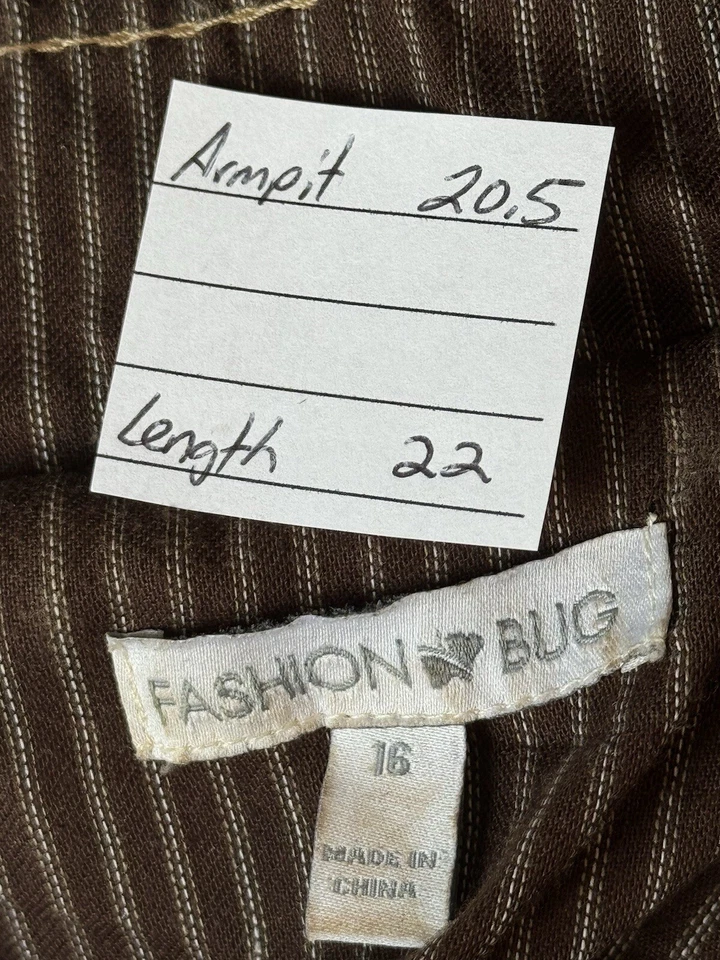 Armpit 20.5
Length 22
FASHION BUG
16
MADE IN
CHINA